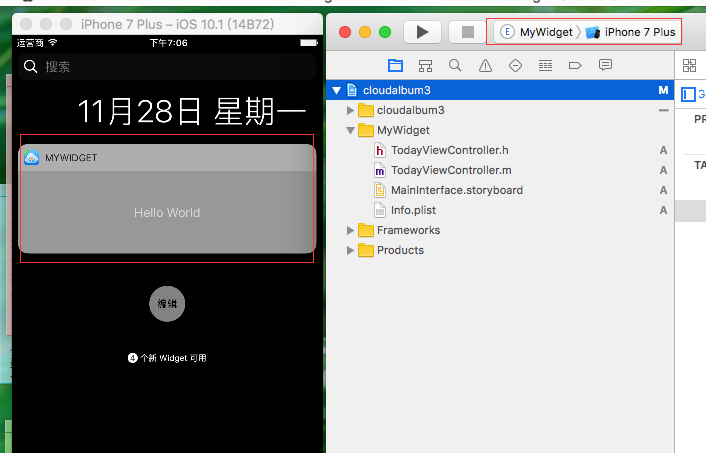 iPhone 7 Plus – iOS 10.1 (14B72)
运营商 下午7:06
搜索
11月28日 星期一
MYWIDGET
Hello World
编辑
4 个新 Widget 可用
E MyWidget 〉 iPhone 7 Plus
cloudalbum3 M
cloudalbum3 —
MyWidget
h TodayViewController.h A
m TodayViewController.m A
MainInterface.storyboard A
Info.plist A
Frameworks
Products
G
PR
TA